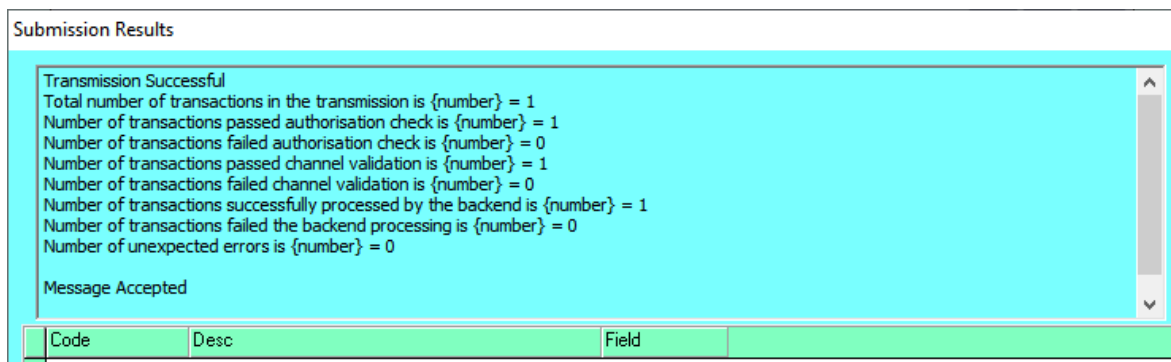 Submission Results
Transmission Successful
Total number of transactions in the transmission is {number} = 1
Number of transactions passed authorisation check is {number} = 1
Number of transactions failed authorisation check is {number} = 0
Number of transactions passed channel validation is {number} = 1
Number of transactions failed channel validation is {number} = 0
Number of transactions successfully processed by the backend is {number} = 1
Number of transactions failed the backend processing is {number} = 0
Number of unexpected errors is {number} = 0
Message Accepted
Code Desc Field